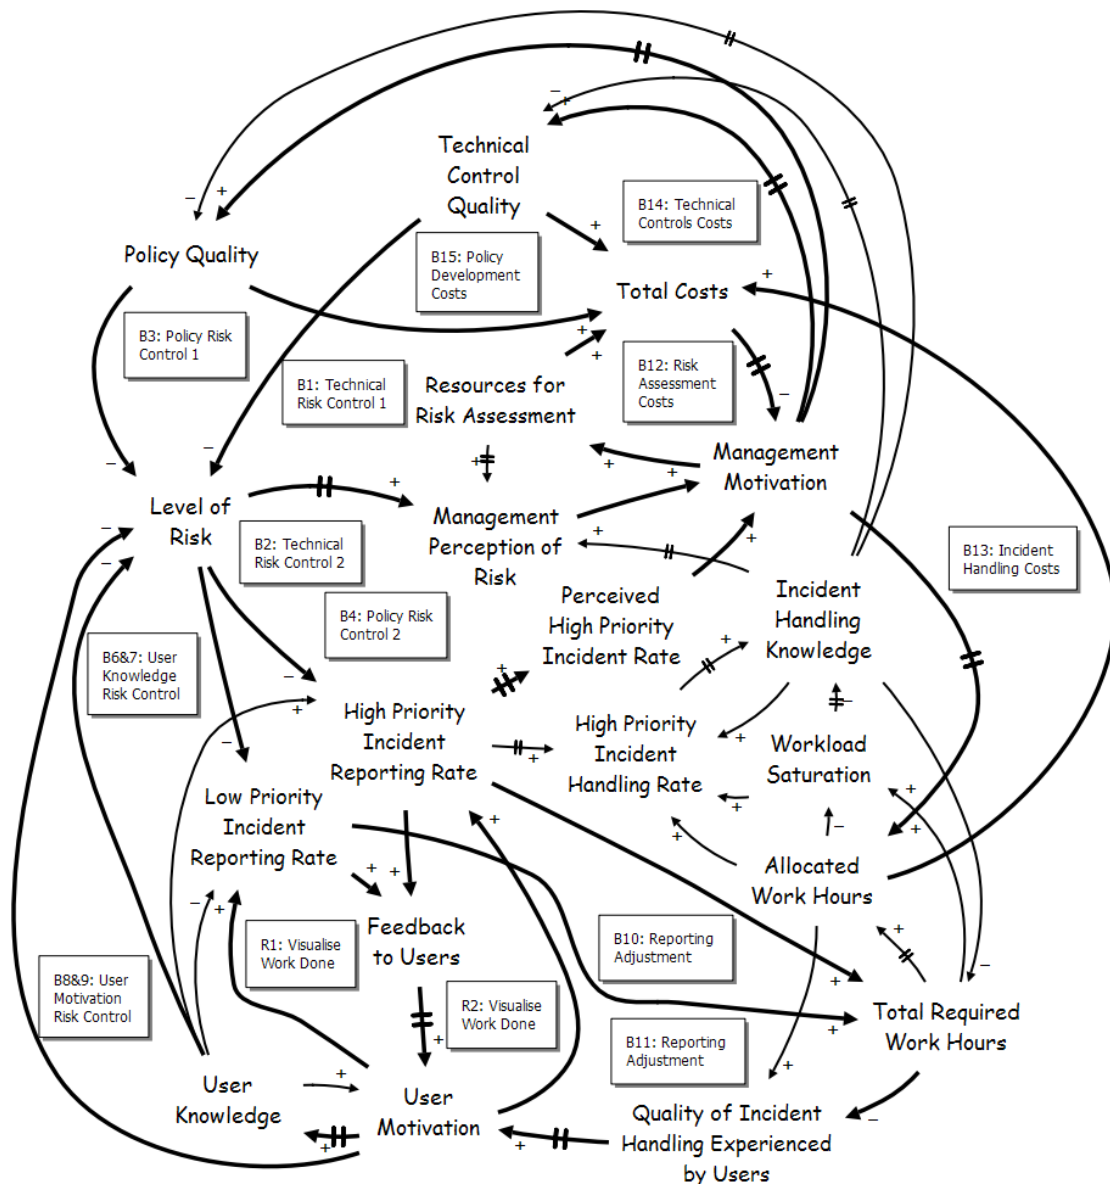 Technical
Control
Quality
B14: Technical
Controls Costs
Policy Quality
B15: Policy
Development
Costs
Total Costs
B3: Policy Risk
Control 1
B1: Technical
Risk Control 1
Resources for
Risk Assessment
B12: Risk
Assessment
Costs
Management
Motivation
Level of
Risk
B2: Technical
Risk Control 2
Management
Perception of
Risk
B13: Incident
Handling Costs
B4: Policy Risk
Control 2
Perceived
High Priority
Incident Rate
Incident
Handling
Knowledge
B6&7: User
Knowledge
Risk Control
High Priority
Incident
Reporting Rate
High Priority
Incident
Handling Rate
Workload
Saturation
Low Priority
Incident
Reporting Rate
Allocated
Work Hours
Feedback
to Users
R1: Visualise
Work Done
B10: Reporting
Adjustment
B8&9: User
Motivation
Risk Control
R2: Visualise
Work Done
Total Required
Work Hours
B11: Reporting
Adjustment
User
Knowledge
User
Motivation
Quality of Incident
Handling Experienced
by Users